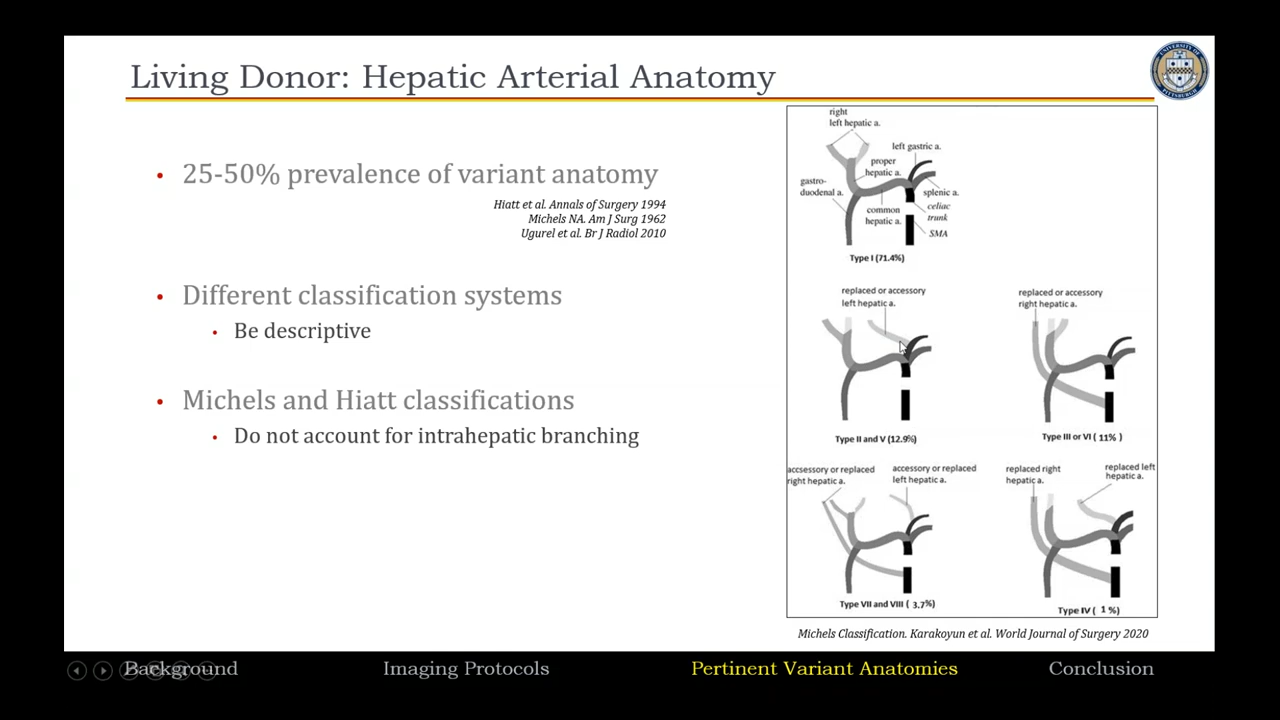 Living Donor: Hepatic Arterial Anatomy
UNIVERSITY OF PITTSBURGH
• 25-50% prevalence of variant anatomy
Hiatt et al. Annals of Surgery 1994
Michels NA. Am J Surg 1962
Ugurel et al. Br J Radiol 2010
• Different classification systems
• Be descriptive
• Michels and Hiatt classifications
• Do not account for intrahepatic branching
right
left hepatic a.
left gastric a.
proper
hepatic a.
gastro-
duodenal a.
splenic a.
common
hepatic a.
celiac
trunk
SMA
Type I (71.4%)
replaced or accessory
left hepatic a.
Type II and V (12.9%)
replaced or accessory
right hepatic a.
Type III or VI ( 11% )
accsessory or replaced
right hepatic a.
accessory or replaced
left hepatic a.
Type VII and VIII ( 3.7%)
replaced right
hepatic a.
replaced left
hepatic a.
Type IV ( 1 %)
Michels Classification. Karakoyun et al. World Journal of Surgery 2020
Background Imaging Protocols Pertinent Variant Anatomies Conclusion